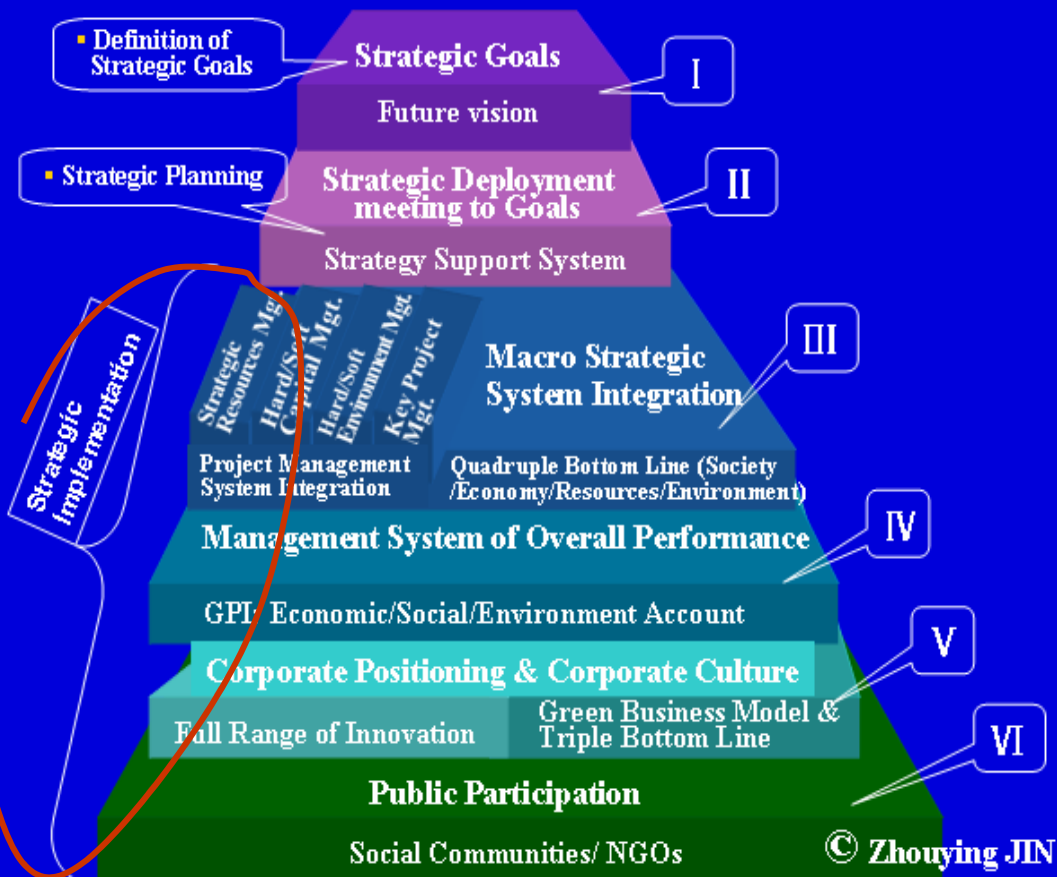 ▪ Definition of
Strategic Goals
Strategic Goals
I
Future vision
▪ Strategic Planning
Strategic Deployment
meeting to Goals
II
Strategy Support System
Strategic
Implementation
Strategic
Resources Mgt.
Hard/Soft
Capital Mgt.
Hard/Soft
Environment Mgt.
Key Project
Mgt.
Macro Strategic
System Integration
III
Project Management
System Integration
Quadruple Bottom Line (Society
/Economy/Resources/Environment)
Management System of Overall Performance
IV
GPI: Economic/Social/Environment Account
Corporate Positioning & Corporate Culture
V
Full Range of Innovation
Green Business Model &
Triple Bottom Line
Public Participation
VI
Social Communities/ NGOs
© Zhouying JIN